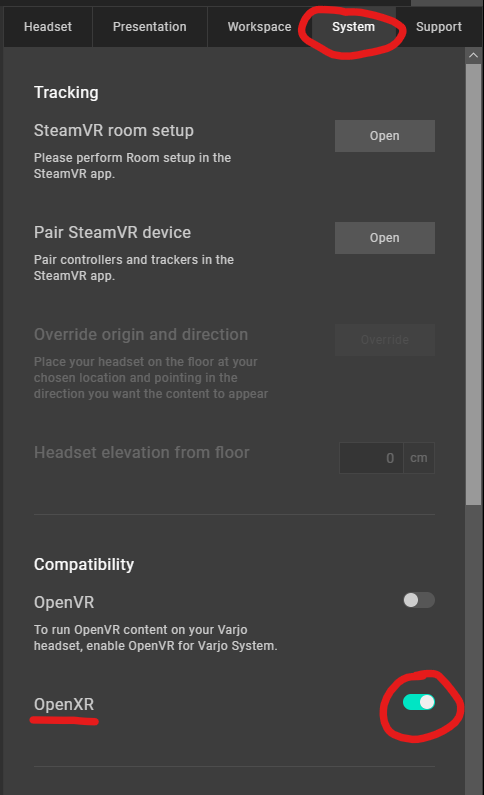 Headset Presentation Workspace System Support
Tracking
SteamVR room setup
Open
Please perform Room setup in the
SteamVR app.
Pair SteamVR device
Open
Pair controllers and trackers in the
SteamVR app.
Override origin and direction
Override
Place your headset on the floor at your
chosen location and pointing in the
direction you want the content to appear
Headset elevation from floor
0 cm
Compatibility
OpenVR
To run OpenVR content on your Varjo
headset, enable OpenVR for Varjo System.
OpenXR